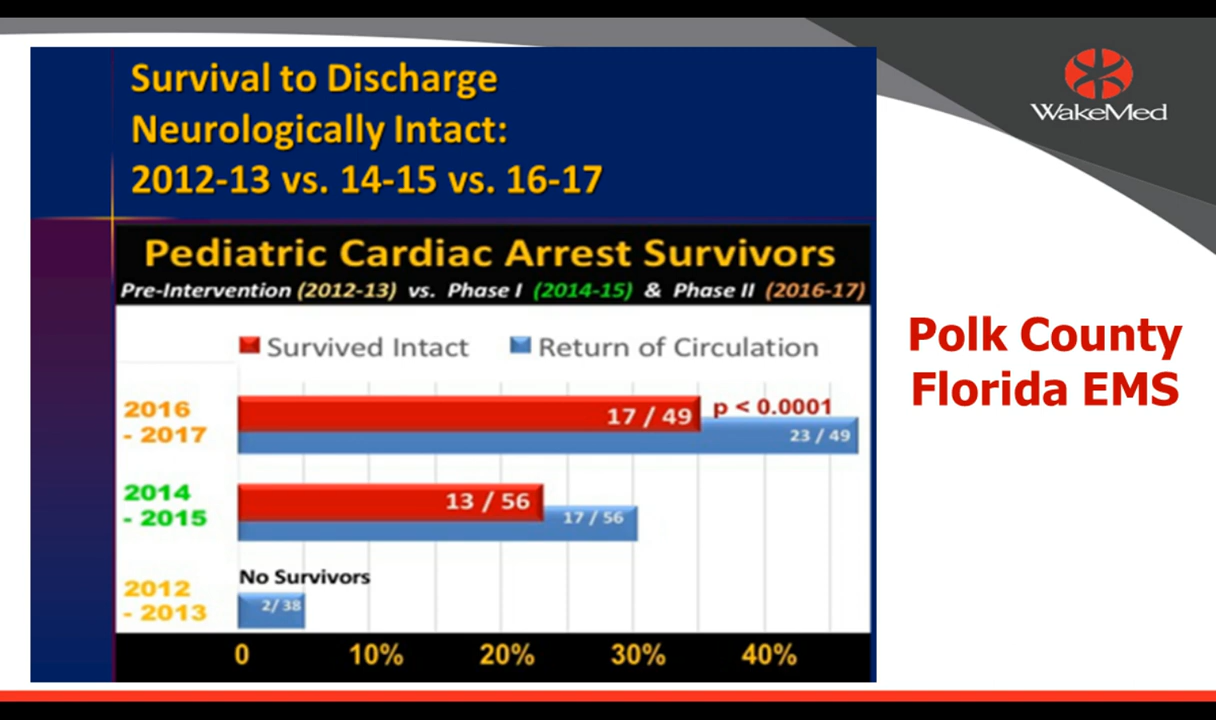 WakeMed
Survival to Discharge
Neurologically Intact:
2012-13 vs. 14-15 vs. 16-17
Pediatric Cardiac Arrest Survivors
Pre-Intervention (2012-13) vs. Phase I (2014-15) & Phase II (2016-17)
Survived Intact
Return of Circulation
2016
- 2017
17 / 49
p < 0.0001
23 / 49
2014
- 2015
13 / 56
17 / 56
2012
- 2013
No Survivors
2/ 38
0 10% 20% 30% 40%
Polk County
Florida EMS